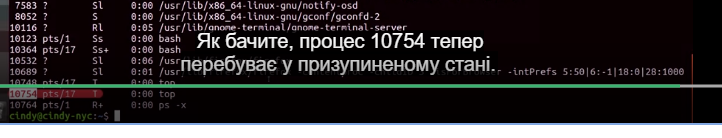 7583 ? Sl 0:00 /usr/lib/x86_64-linux-gnu/notify-osd
8042 ? S 0:00 /usr/lib/x86_64-linux-gnu/gconf/gconfd-2
10116 ? Rl 0:05 /usr/lib/gnome-terminal/gnome-terminal-server
10123 pts/1 Ss 0:00 bash
10364 pts/17 Ss+ 0:00 bash
10532 ? S 0:06
10689 ? Sl 0:01 -intPrefs 5:50|6:-1|18:0|28:1000
10748 pts/17 T 0:00 top
10754 pts/17 T 0:00 top
10764 pts/1 R+ 0:00 ps -x
cindy@cindy-nyc:~$
Як бачите, процес 10754 тепер
перебуває у призупиненому стані..